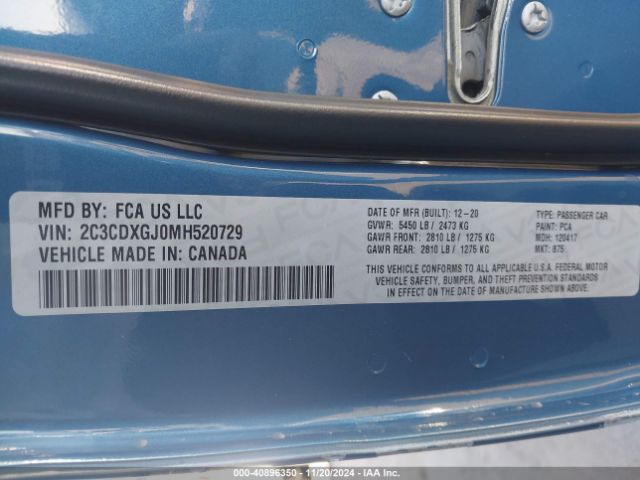 MFD BY: FCA US LLC
VIN: 2C3CDXGJ0MH520729
VEHICLE MADE IN: CANADA
DATE OF MFR (BUILT): 12-20
GVWR: 5450 LB / 2473 KG
GAWR FRONT: 2810 LB / 1275 KG
GAWR REAR: 2810 LB / 1275 KG
TYPE: PASSENGER CAR
PAINT: PCA
MDH: 120417
MKT: 875
THIS VEHICLE CONFORMS TO ALL APPLICABLE U.S.A. FEDERAL MOTOR
VEHICLE SAFETY, BUMPER, AND THEFT PREVENTION STANDARDS
IN EFFECT ON THE DATE OF MANUFACTURE SHOWN ABOVE.
000-40896350 - 11/20/2024 - IAA Inc.